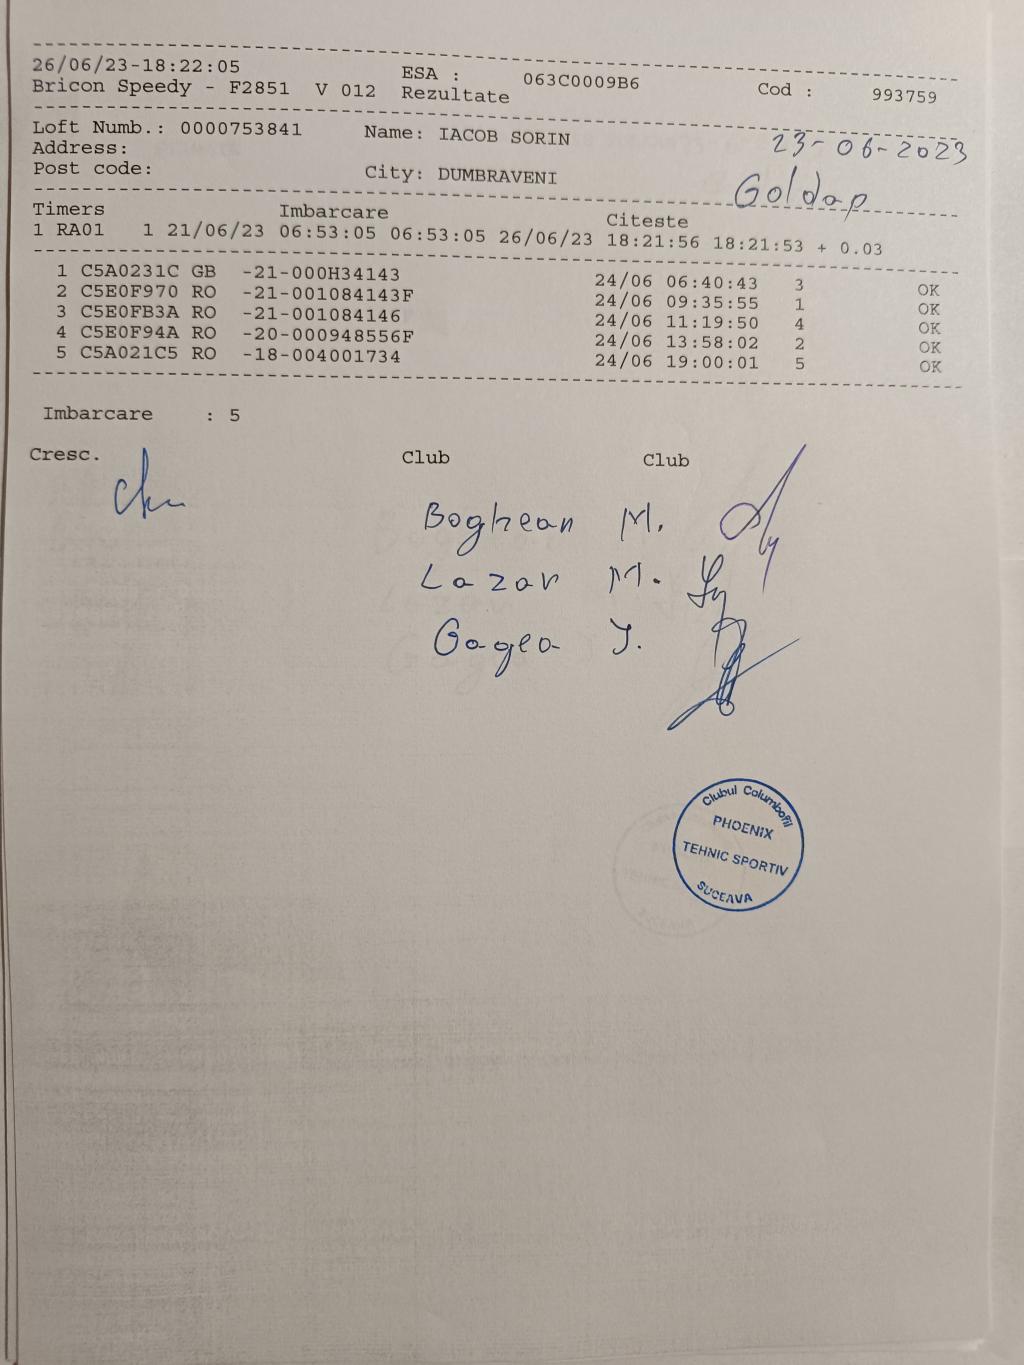 26/06/23-18:22:05 ESA : 063C0009B6 Cod : 993759
Bricon Speedy - F2851 V 012 Rezultate
Loft Numb.: 0000753841 Name: IACOB SORIN 23-06-2023
Address:
Post code: City: DUMBRAVENI Goldap
Timers Imbarcare Citeste
1 RA01 1 21/06/23 06:53:05 06:53:05 26/06/23 18:21:56 18:21:53 + 0.03
1 C5A0231C GB -21-000H34143 24/06 06:40:43 3 OK
2 C5E0F970 RO -21-001084143F 24/06 09:35:55 1 OK
3 C5E0FB3A RO -21-001084146 24/06 11:19:50 4 OK
4 C5E0F94A RO -20-000948556F 24/06 13:58:02 2 OK
5 C5A021C5 RO -18-004001734 24/06 19:00:01 5 OK
Imbarcare : 5
Cresc. Club Club
Boghean M.
Lazar M.
Gagea I.
Clubul Columbofil
PHOENIX
TEHNIC SPORTIV
SUCEAVA